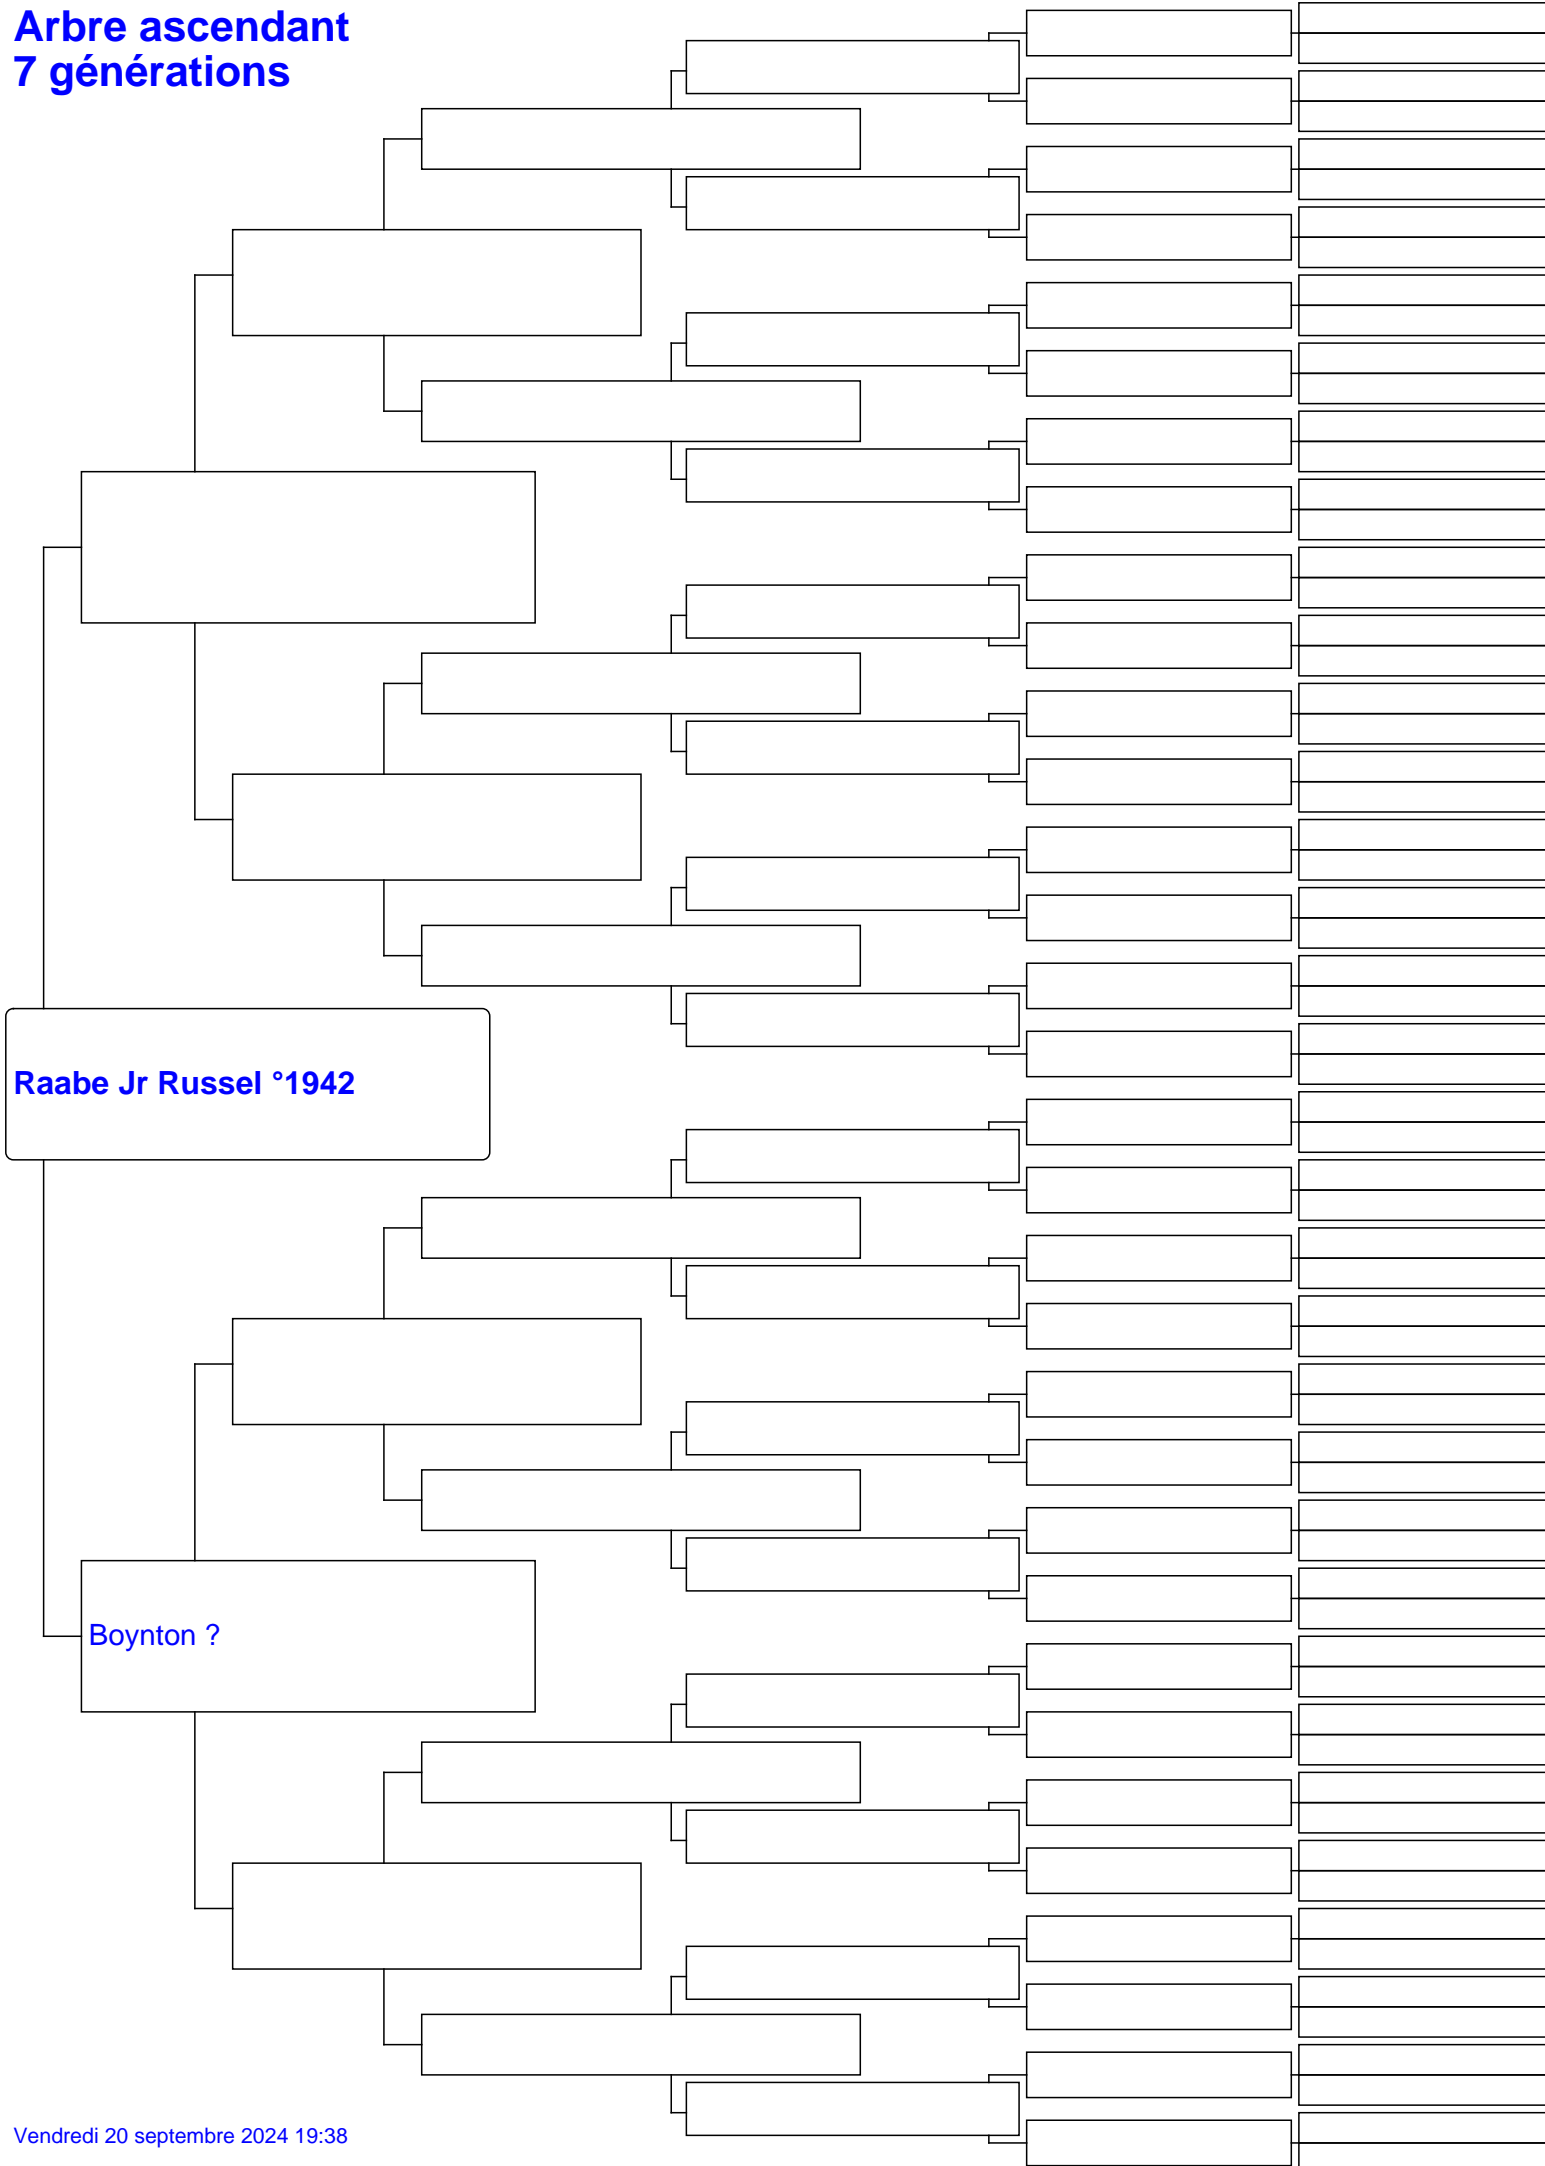 Arbre ascendant
7 générations
Raabe Jr Russel °1942
Boynton ?
Vendredi 20 septembre 2024 19:38